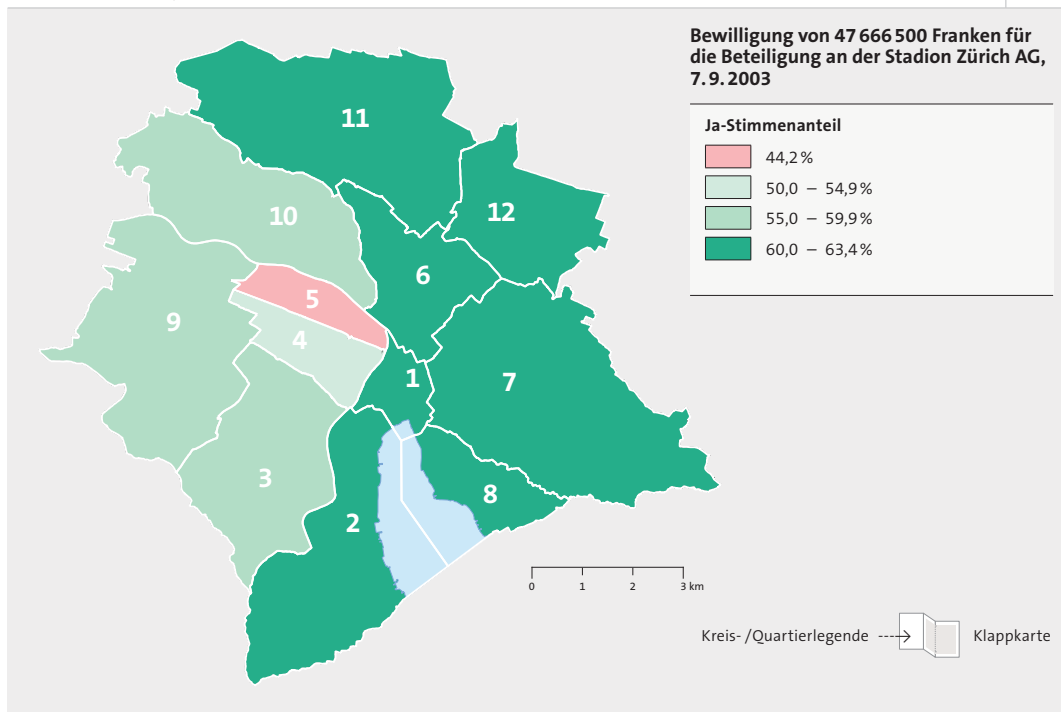 Bewilligung von 47 666 500 Franken für
die Beteiligung an der Stadion Zürich AG,
7. 9. 2003
Ja-Stimmenanteil
44,2 %
50,0 – 54,9 %
55,0 – 59,9 %
60,0 – 63,4 %
11
12
10
6
5
9
4
1
7
3
8
2
0 1 2 3 km
Kreis- /Quartierlegende Klappkarte